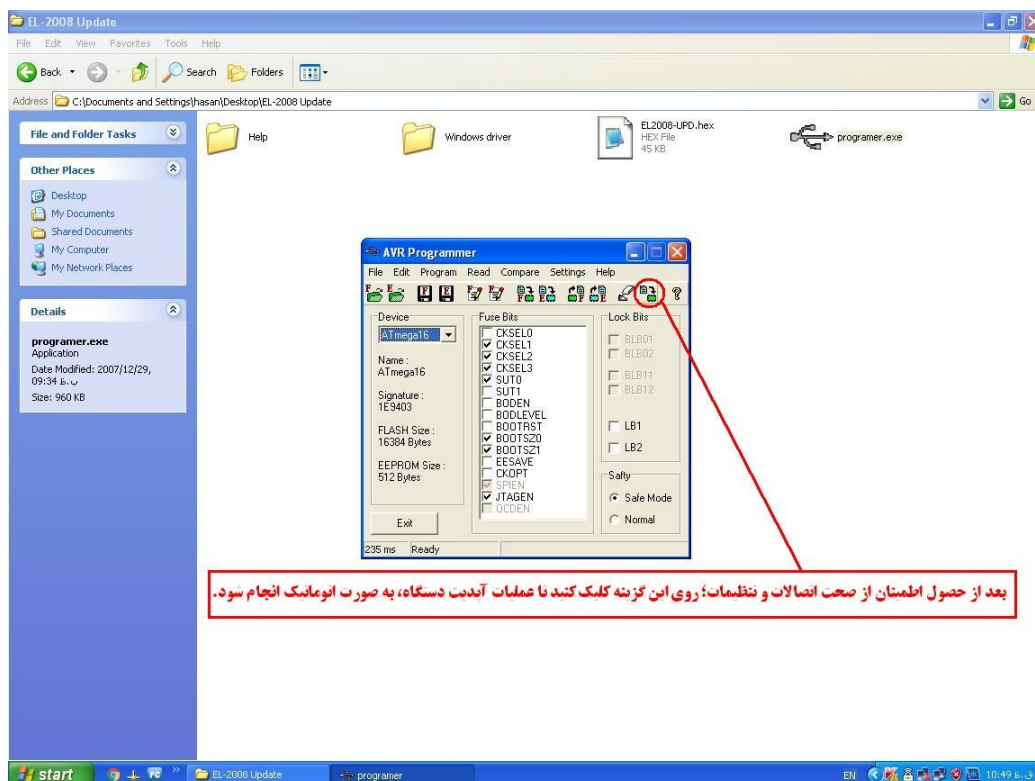 EL-2008 Update
File Edit View Favorites Tools Help
Back Search Folders
Address C:\Documents and Settings\hasan\Desktop\EL-2008 Update Go
File and Folder Tasks
Other Places
Desktop
My Documents
Shared Documents
My Computer
My Network Places
Details
programer.exe
Application
Date Modified: 2007/12/29,
09:34 ب.ظ
Size: 960 KB
Help
Windows driver
EL2008-UPD.hex
HEX File
45 KB
programer.exe
AVR Programmer
File Edit Program Read Compare Settings Help
Device
ATmega16
Name :
ATmega16
Signature :
1E9403
FLASH Size :
16384 Bytes
EEPROM Size :
512 Bytes
Exit
Fuse Bits
CKSEL0
CKSEL1
CKSEL2
CKSEL3
SUT0
SUT1
BODEN
BODLEVEL
BOOTRST
BOOTSZ0
BOOTSZ1
EESAVE
CKOPT
SPIEN
JTAGEN
OCDEN
Lock Bits
BLB01
BLB02
BLB11
BLB12
LB1
LB2
Safty
Safe Mode
Normal
235 ms Ready
بعد از حصول اطمینان از صحت اتصالات و تنظیمات؛ روی این گزینه کلیک کنید تا عملیات آپدیت دستگاه، به صورت اتوماتیک انجام شود.
start EL-2008 Update programer EN 10:49 ب.ظ